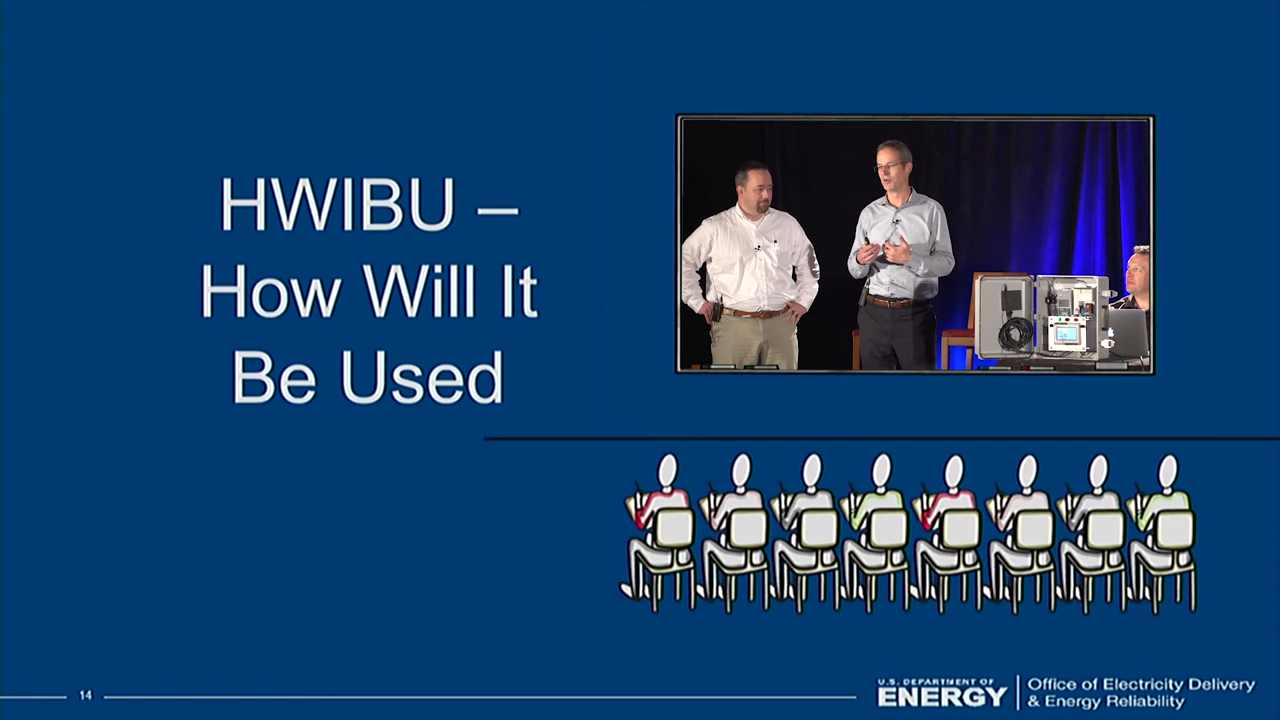 HWIBU –
How Will It
Be Used
14
U.S. DEPARTMENT OF
ENERGY
Office of Electricity Delivery
& Energy Reliability